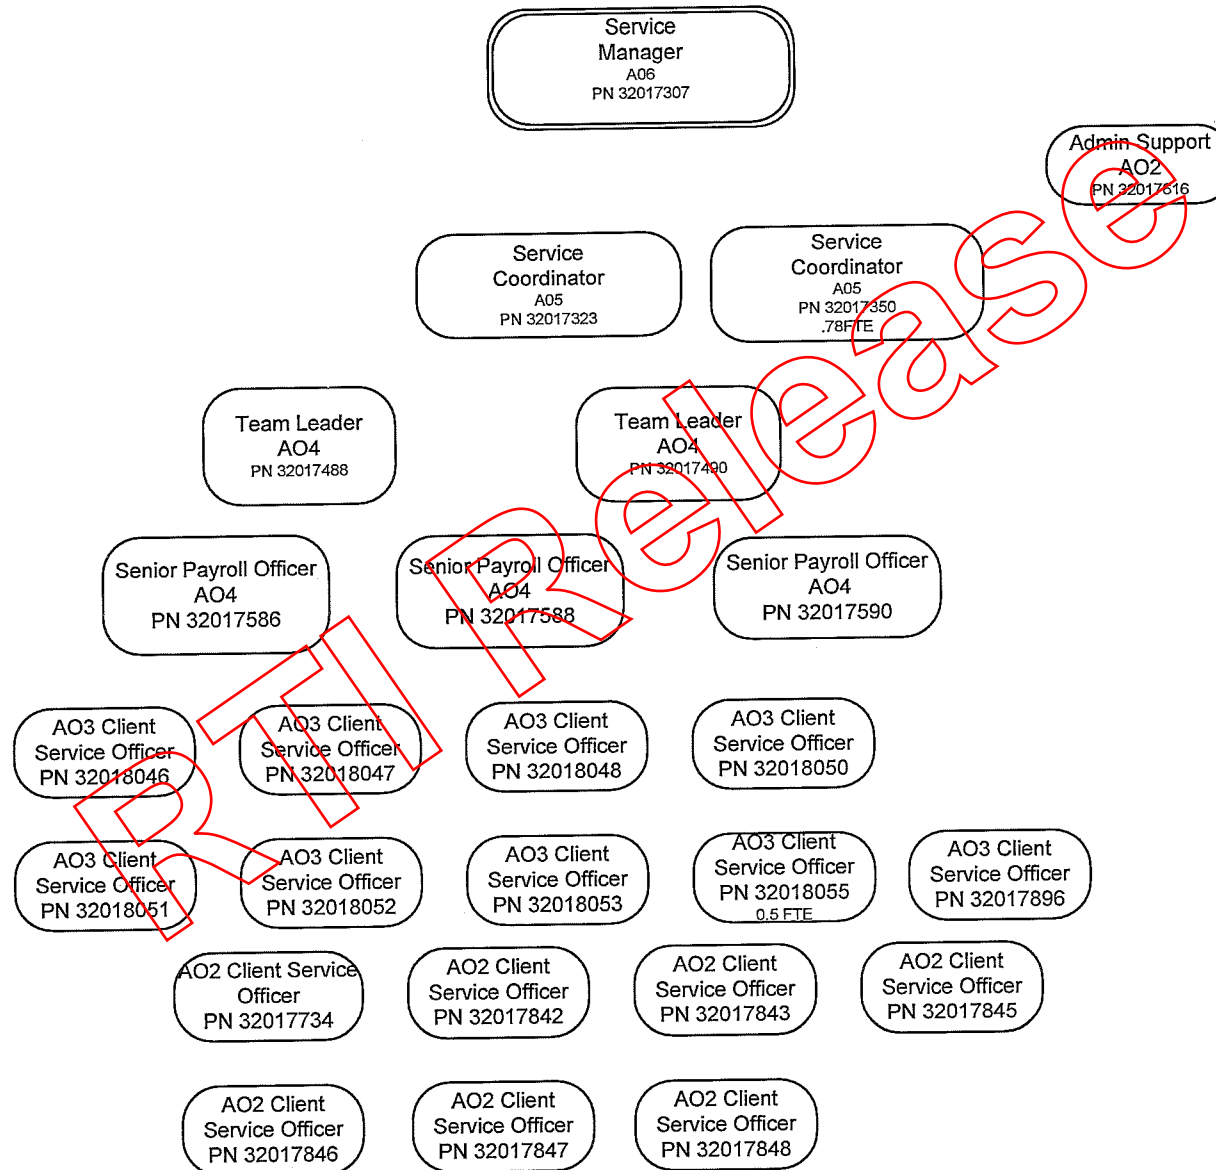 Service
Manager
A06
PN 32017307
Admin Support
AO2
PN 32017816
Service
Coordinator
A05
PN 32017323
Service
Coordinator
A05
PN 32017350
.78FTE
Team Leader
AO4
PN 32017488
Team Leader
AO4
PN 32017490
Senior Payroll Officer
AO4
PN 32017586
Senior Payroll Officer
AO4
PN 32017588
Senior Payroll Officer
AO4
PN 32017590
AO3 Client
Service Officer
PN 32018046
AO3 Client
Service Officer
PN 32018047
AO3 Client
Service Officer
PN 32018048
AO3 Client
Service Officer
PN 32018050
AO3 Client
Service Officer
PN 32018051
AO3 Client
Service Officer
PN 32018052
AO3 Client
Service Officer
PN 32018053
AO3 Client
Service Officer
PN 32018055
0.5 FTE
AO3 Client
Service Officer
PN 32017896
AO2 Client Service
Officer
PN 32017734
AO2 Client
Service Officer
PN 32017842
AO2 Client
Service Officer
PN 32017843
AO2 Client
Service Officer
PN 32017845
AO2 Client
Service Officer
PN 32017846
AO2 Client
Service Officer
PN 32017847
AO2 Client
Service Officer
PN 32017848
RTI Release